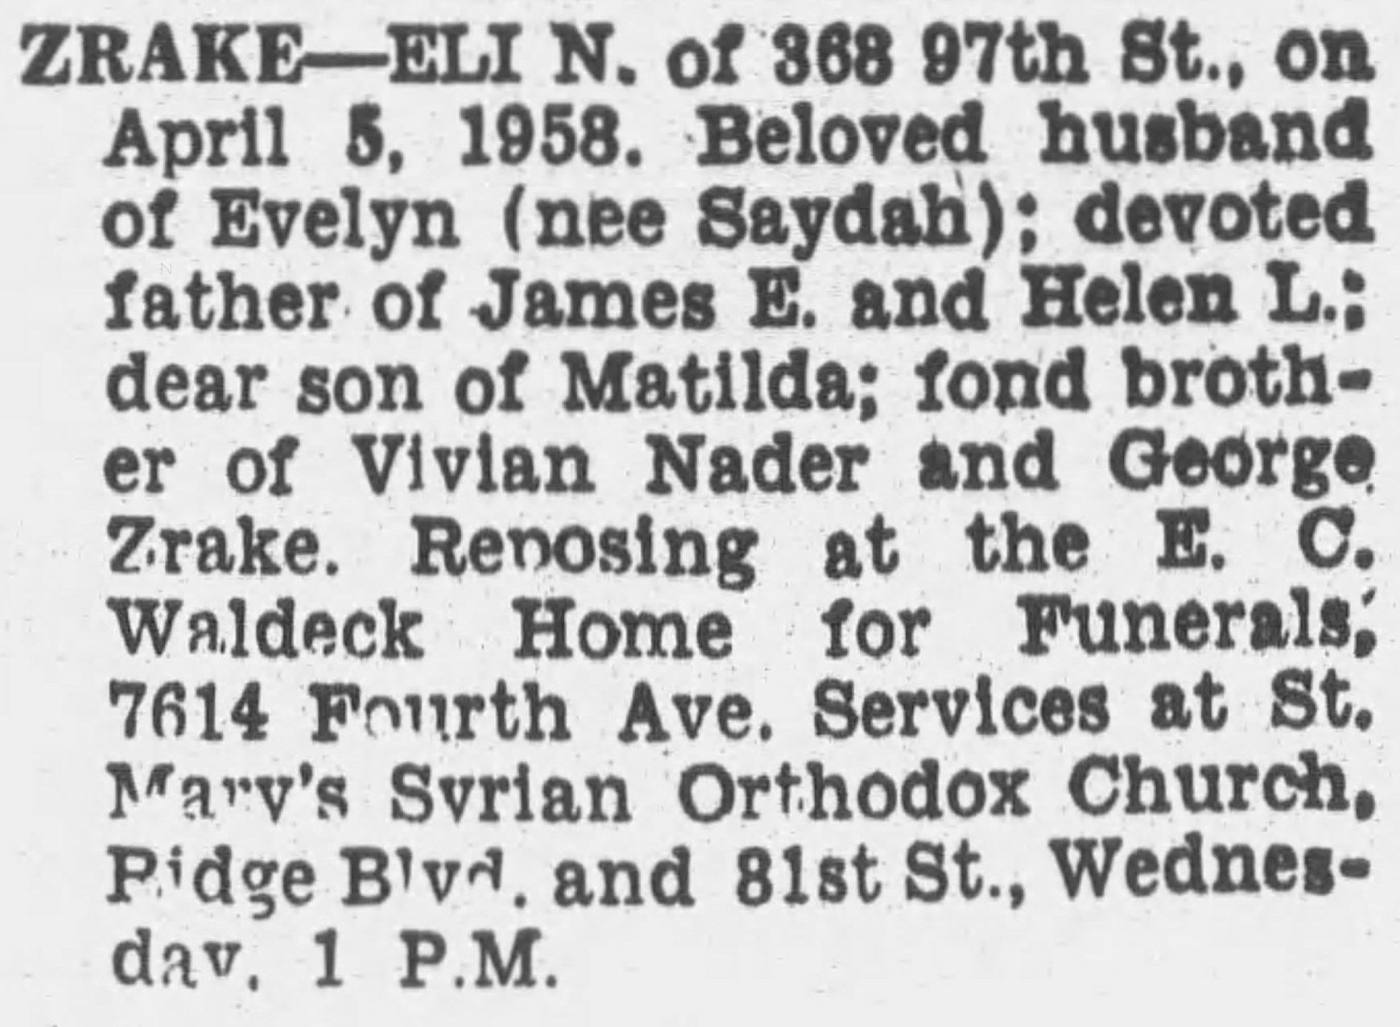 ZRAKE—ELI N. of 368 97th St., on
April 5, 1958. Beloved husband
of Evelyn (nee Saydah); devoted
father of James E. and Helen L.;
dear son of Matilda; fond broth-
er of Vivian Nader and George
Zrake. Reposing at the E. C.
Waldeck Home for Funerals,
7614 Fourth Ave. Services at St.
Mary's Syrian Orthodox Church,
Ridge Blvd. and 81st St., Wednes-
day, 1 P.M.